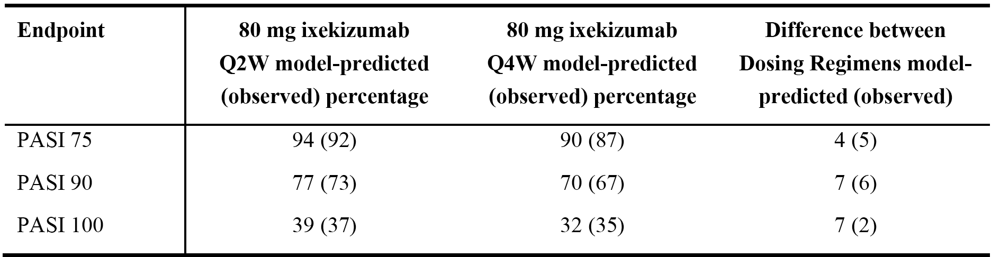 Endpoint
80 mg ixekizumab
Q2W model-predicted
(observed) percentage
80 mg ixekizumab
Q4W model-predicted
(observed) percentage
Difference between
Dosing Regimens model-
predicted (observed)
PASI 75 94 (92) 90 (87) 4 (5)
PASI 90 77 (73) 70 (67) 7 (6)
PASI 100 39 (37) 32 (35) 7 (2)